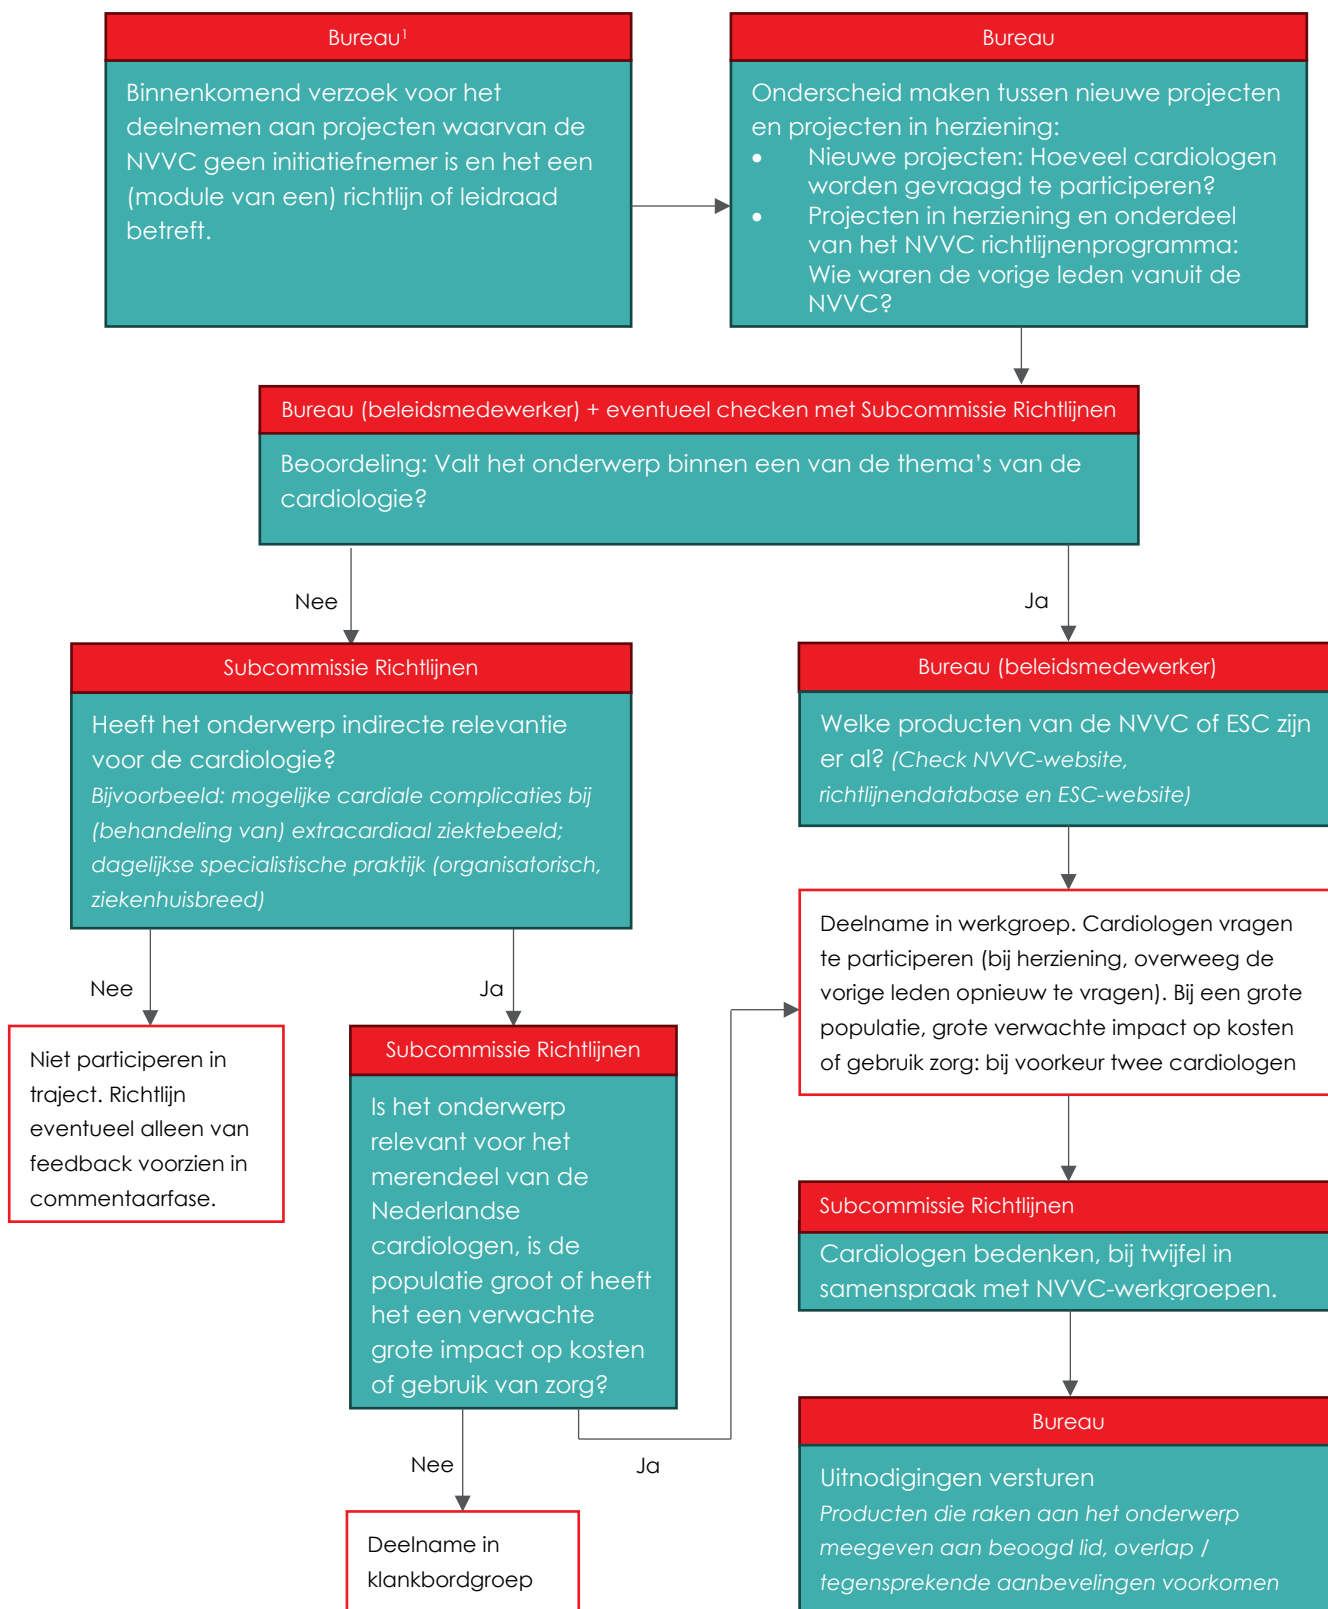 Bureau¹
Binnenkomend verzoek voor het
deelnemen aan projecten waarvan de
NVVC geen initiatiefnemer is en het een
(module van een) richtlijn of leidraad
betreft.
Bureau
Onderscheid maken tussen nieuwe projecten
en projecten in herziening:
• Nieuwe projecten: Hoeveel cardiologen
worden gevraagd te participeren?
• Projecten in herziening en onderdeel
van het NVVC richtlijnenprogramma:
Wie waren de vorige leden vanuit de
NVVC?
Bureau (beleidsmedewerker) + eventueel checken met Subcommissie Richtlijnen
Beoordeling: Valt het onderwerp binnen een van de thema's van de
cardiologie?
Nee
Ja
Subcommissie Richtlijnen
Heeft het onderwerp indirecte relevantie
voor de cardiologie?
Bijvoorbeeld: mogelijke cardiale complicaties bij
(behandeling van) extracardiaal ziektebeeld;
dagelijkse specialistische praktijk (organisatorisch,
ziekenhuisbreed)
Bureau (beleidsmedewerker)
Welke producten van de NVVC of ESC zijn
er al? (Check NVVC-website,
richtlijnendatabase en ESC-website)
Nee
Ja
Niet participeren in
traject. Richtlijn
eventueel alleen van
feedback voorzien in
commentaarfase.
Subcommissie Richtlijnen
Is het onderwerp
relevant voor het
merendeel van de
Nederlandse
cardiologen, is de
populatie groot of heeft
het een verwachte
grote impact op kosten
of gebruik van zorg?
Deelname in werkgroep. Cardiologen vragen
te participeren (bij herziening, overweeg de
vorige leden opnieuw te vragen). Bij een grote
populatie, grote verwachte impact op kosten
of gebruik zorg: bij voorkeur twee cardiologen
Subcommissie Richtlijnen
Cardiologen bedenken, bij twijfel in
samenspraak met NVVC-werkgroepen.
Nee
Ja
Deelname in
klankbordgroep
Bureau
Uitnodigingen versturen
Producten die raken aan het onderwerp
meegeven aan beoogd lid, overlap /
tegensprekende aanbevelingen voorkomen